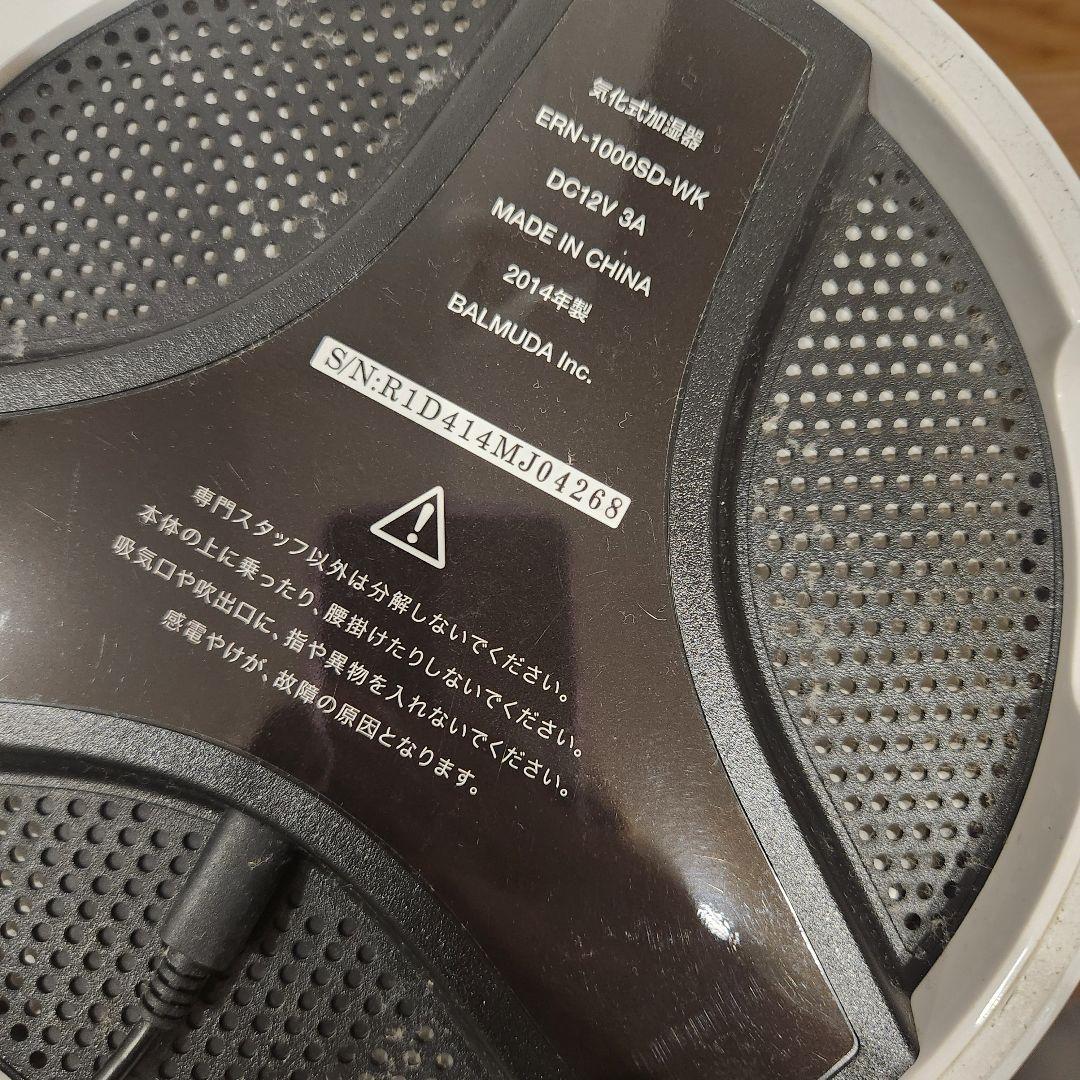 気化式加湿器
ERN-1000SD-WK
DC12V 3A
MADE IN CHINA
2014年製
BALMUDA Inc.
S/N:R1D414MJ04268
専門スタッフ以外は分解しないでください。
本体の上に乗ったり、腰掛けたりしないでください。
吸気口や吹出口に、指や異物を入れないでください。
感電やけが、故障の原因となります。